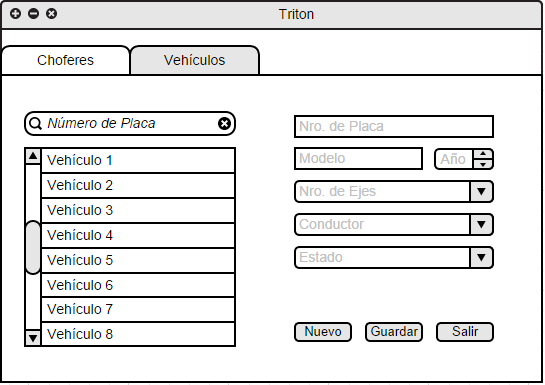 Triton
Choferes
Vehículos
Número de Placa
Vehículo 1
Vehículo 2
Vehículo 3
Vehículo 4
Vehículo 5
Vehículo 6
Vehículo 7
Vehículo 8
Nro. de Placa
Modelo
Año
Nro. de Ejes
Conductor
Estado
Nuevo
Guardar
Salir